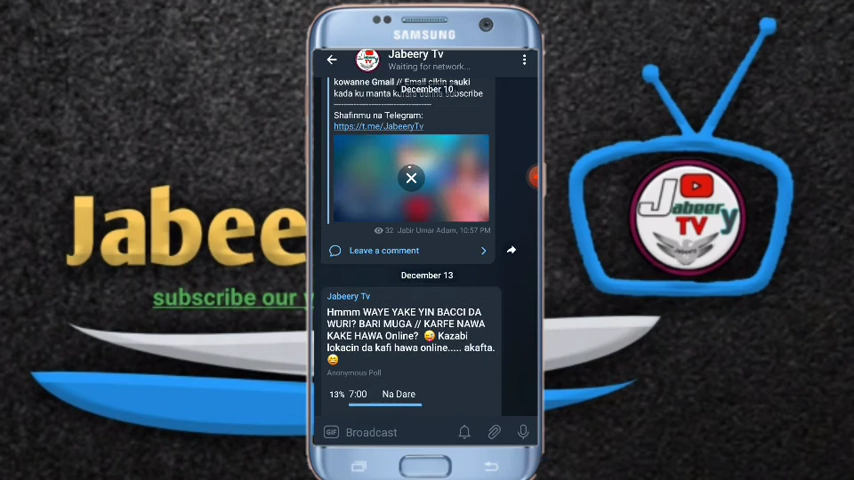 SAMSUNG
Jabeery Tv
Waiting for network...
kowanne Gmail // Email cikin sauki
December 10
subscribe
Shafinmu na Telegram:
https://t.me/JabeeryTv
32 Jabir Umar Adam, 10:57 PM
Leave a comment
December 13
Jabeery Tv
Hmmm WAYE YAKE YIN BACCI DA
WURI? BARI MUGA // KARFE NAWA
KAKE HAWA Online? 😜 Kazabi
lokacin da kafi hawa online..... akafta.
😄
Anonymous Poll
13% 7:00 Na Dare
GIF Broadcast
Jabee
subscribe our
Jabeery
TV